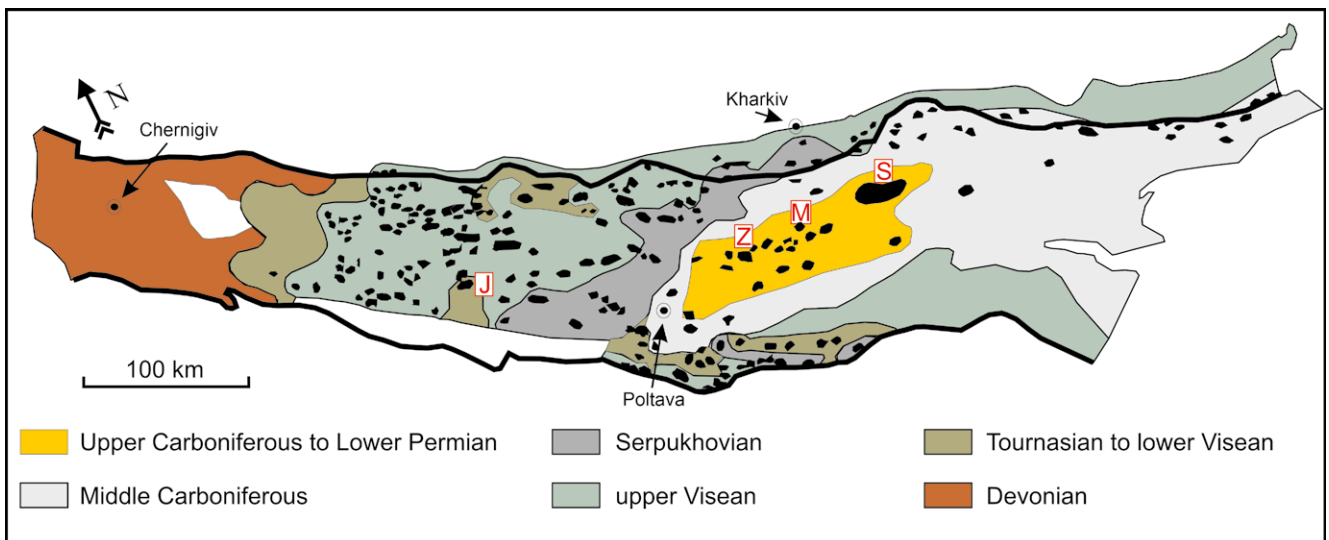 N
Chernigiv
Kharkiv
S
M
Z
J
100 km
Poltava
Upper Carboniferous to Lower Permian
Serpukhovian
Tournasian to lower Visean
Middle Carboniferous
upper Visean
Devonian